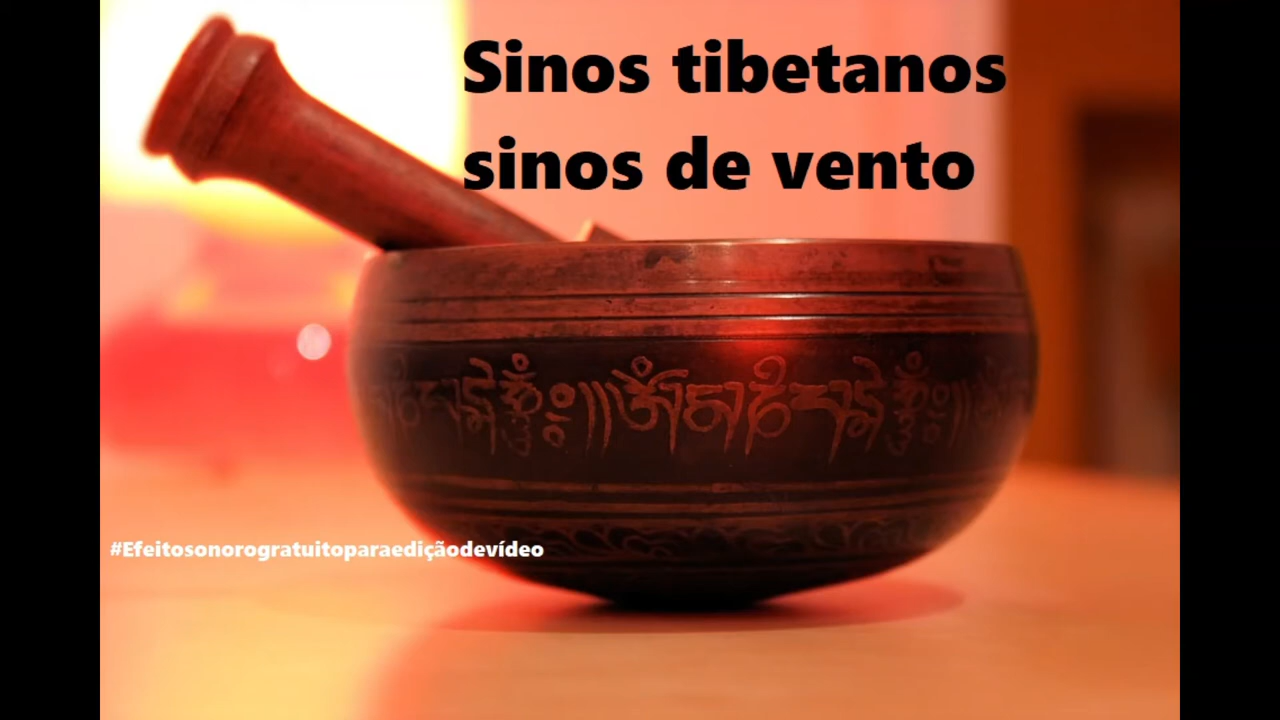 Sinos tibetanos
sinos de vento
#Efeitosonorogratuitoparaediçãodevídeo